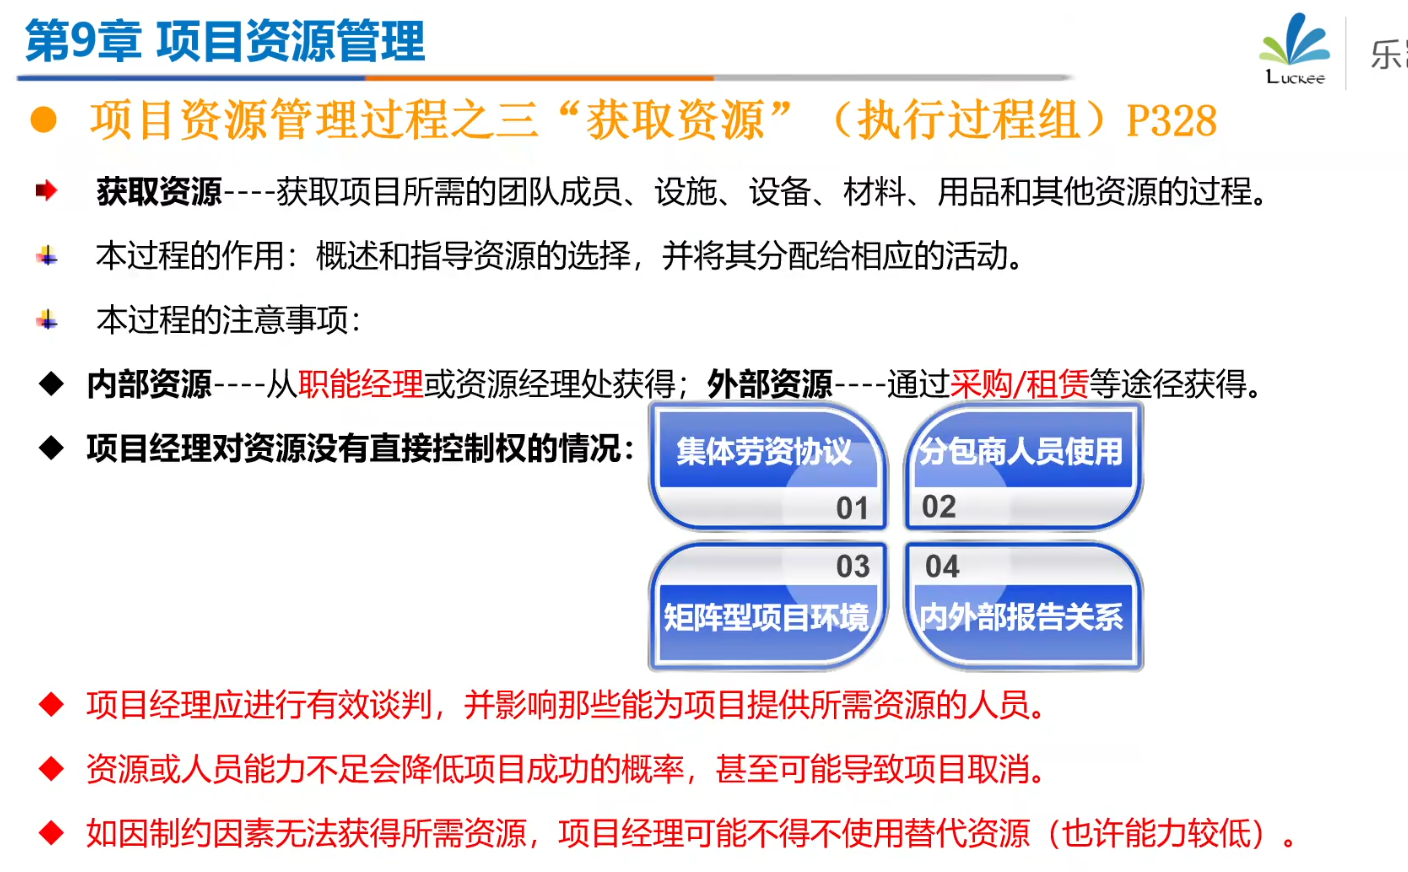 第9章 项目资源管理
Luckee
乐
项目资源管理过程之三“获取资源”（执行过程组）P328
获取资源----获取项目所需的团队成员、设施、设备、材料、用品和其他资源的过程。
本过程的作用：概述和指导资源的选择，并将其分配给相应的活动。
本过程的注意事项：
内部资源----从职能经理或资源经理处获得；外部资源----通过采购/租赁等途径获得。
项目经理对资源没有直接控制权的情况：
集体劳资协议
01
分包商人员使用
02
03
矩阵型项目环境
04
内外部报告关系
项目经理应进行有效谈判，并影响那些能为项目提供所需资源的人员。
资源或人员能力不足会降低项目成功的概率，甚至可能导致项目取消。
如因制约因素无法获得所需资源，项目经理可能不得不使用替代资源（也许能力较低）。